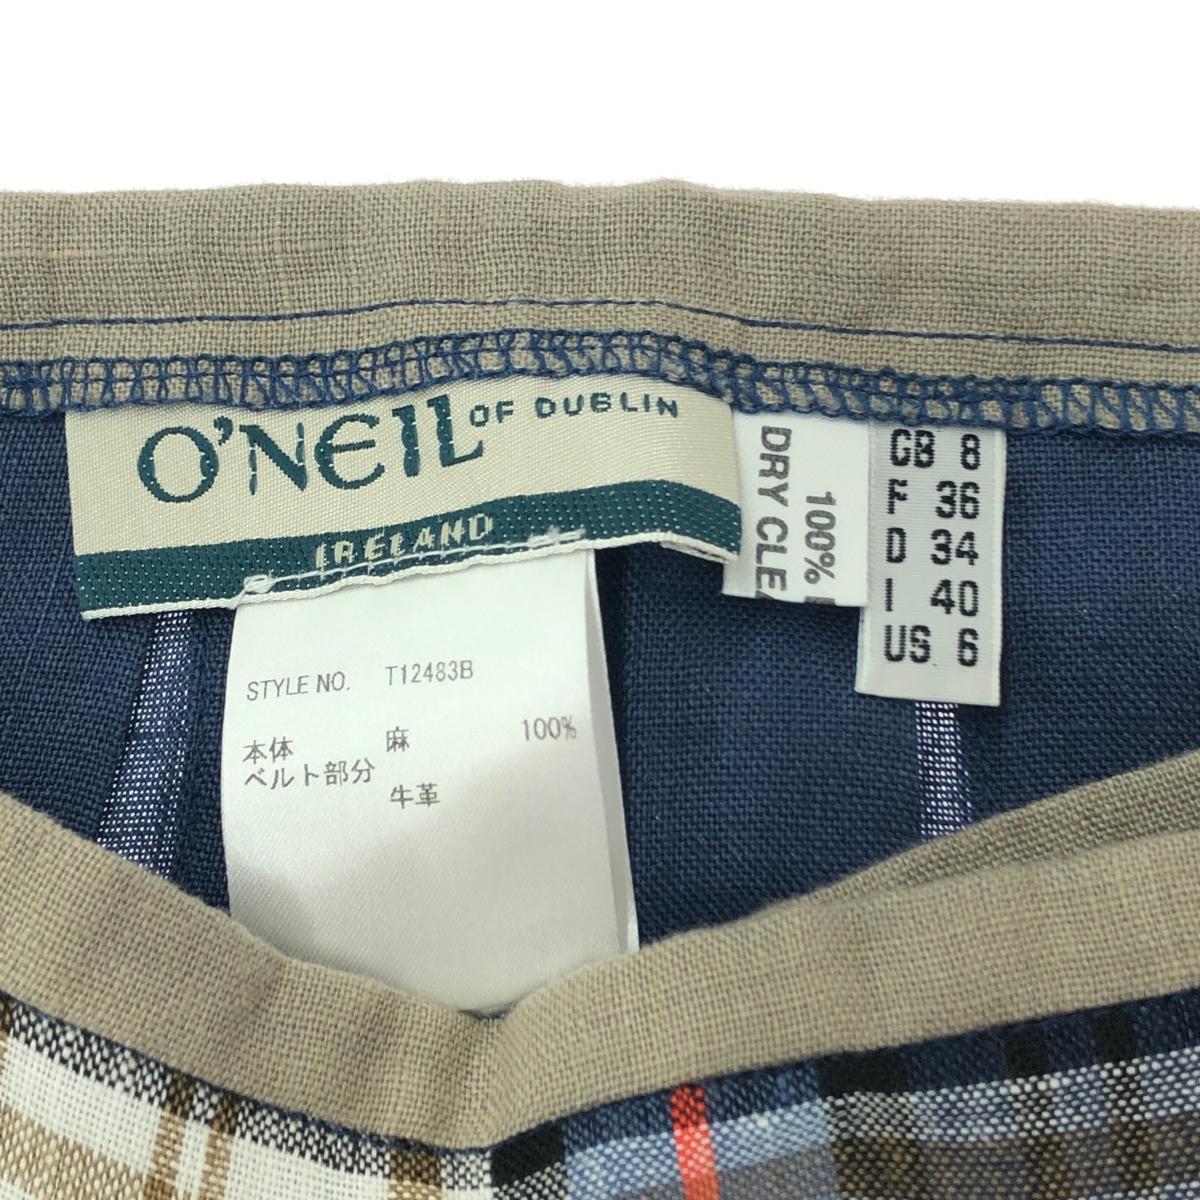 O'NEIL OF DUBLIN
IRELAND
STYLE NO. T12483B
本体 麻 100%
ベルト部分
牛革
100%
DRY CLEA
GB 8
F 36
D 34
I 40
US 6